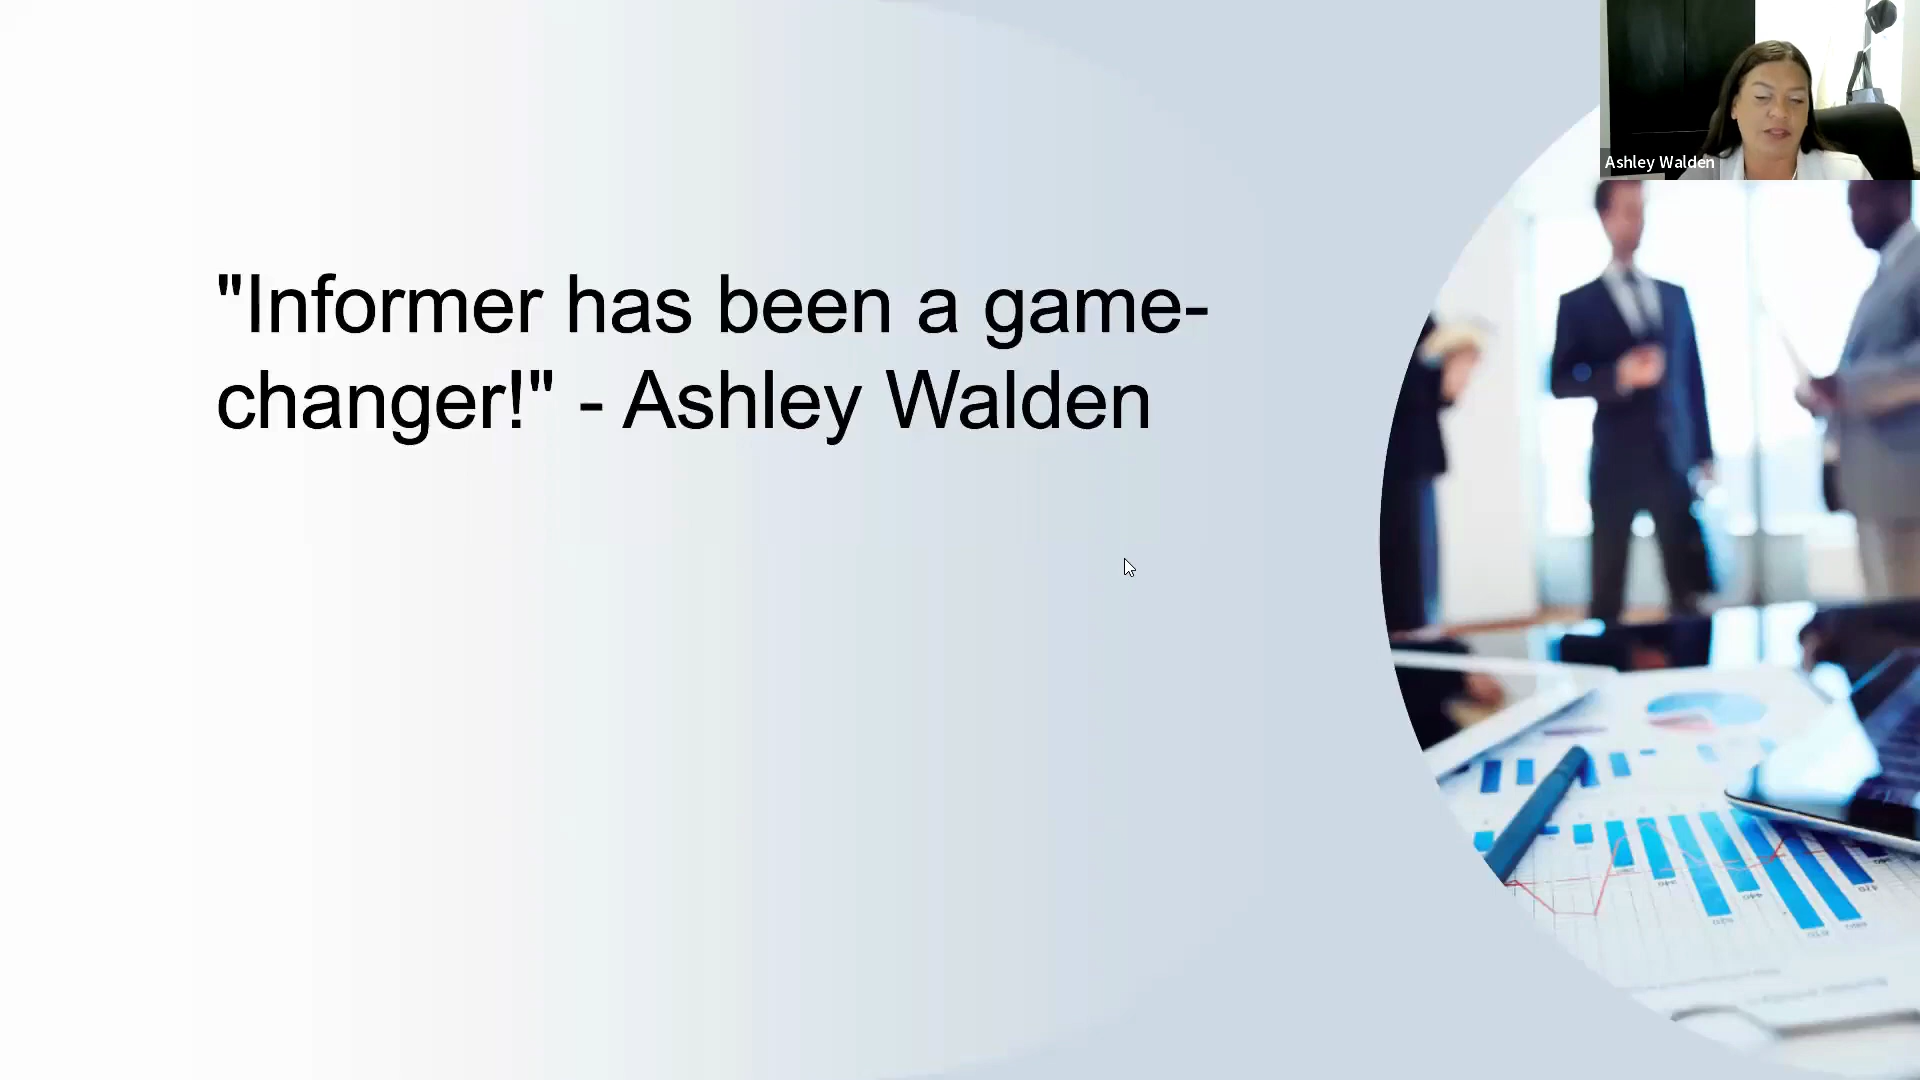 Ashley Walden
"Informer has been a game-
changer!" - Ashley Walden